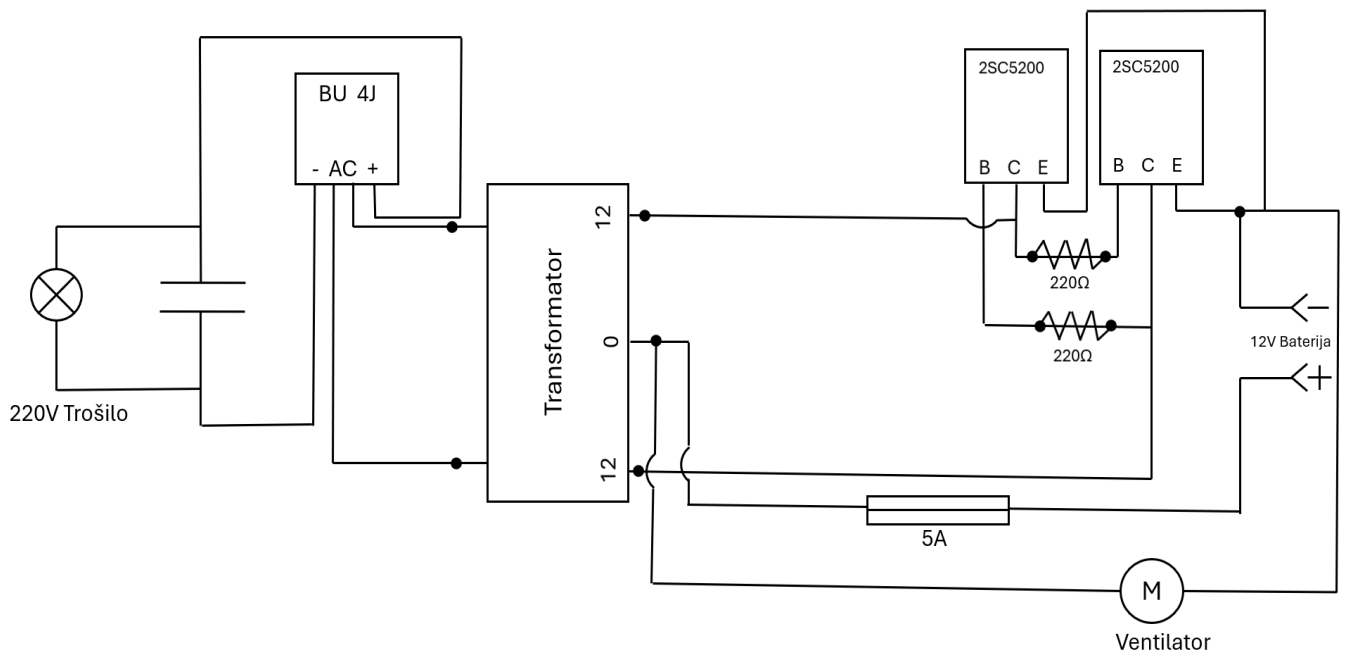 2SC5200
2SC5200
BU 4J
- AC +
B C E
B C E
12
Transformator
0
12
220Ω
220Ω
12V Baterija
220V Trošilo
5A
M
Ventilator